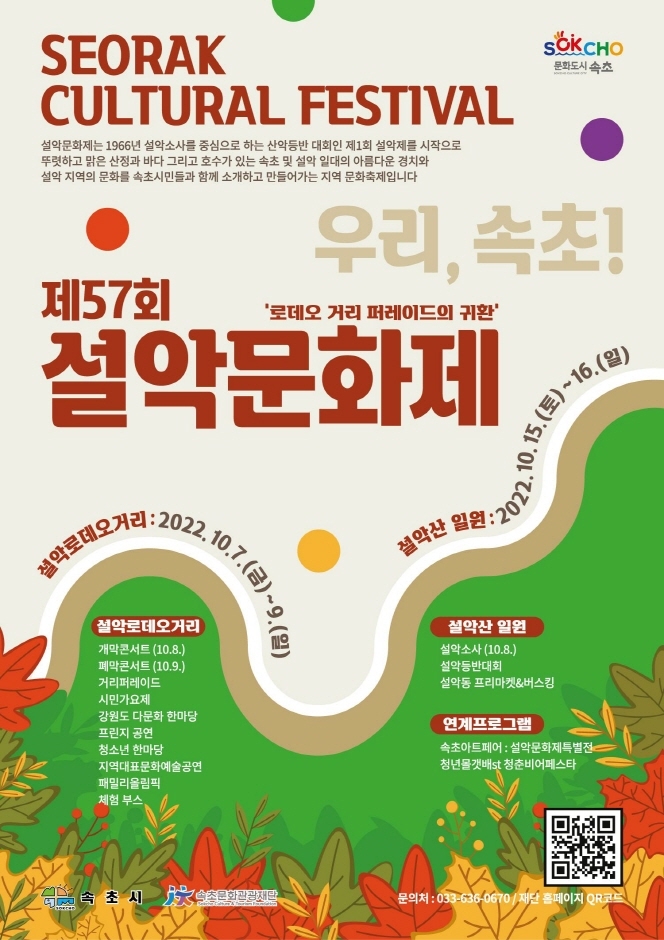 SEORAK
CULTURAL FESTIVAL
SOKCHO
문화도시 속초
설악문화제는 1966년 설악소사를 중심으로 하는 산악등반 대회인 제1회 설악제를 시작으로
뚜렷하고 맑은 산정과 바다 그리고 호수가 있는 속초 및 설악 일대의 아름다운 경치와
설악 지역의 문화를 속초시민들과 함께 소개하고 만들어가는 지역 문화축제입니다
우리, 속초!
제57회
'로데오 거리 퍼레이드의 귀환'
설악문화제
설악로데오거리 : 2022. 10. 7.(금) ~ 9.(일)
설악산 일원 : 2022. 10. 15.(토) ~ 16.(일)
설악로데오거리
개막콘서트 (10.8.)
폐막콘서트 (10.9.)
거리퍼레이드
시민가요제
강원도 다문화 한마당
프린지 공연
청소년 한마당
지역대표문화예술공연
패밀리올림픽
체험 부스
설악산 일원
설악소사 (10.8.)
설악등반대회
설악동 프리마켓&버스킹
연계프로그램
속초아트페어 : 설악문화제특별전
청년몰갯배st 청춘비어페스타
SOKCHO
속초시
속초문화관광재단
Sokcho Culture & Tourism Foundation
문의처 : 033-636-0670 / 재단 홈페이지 QR코드